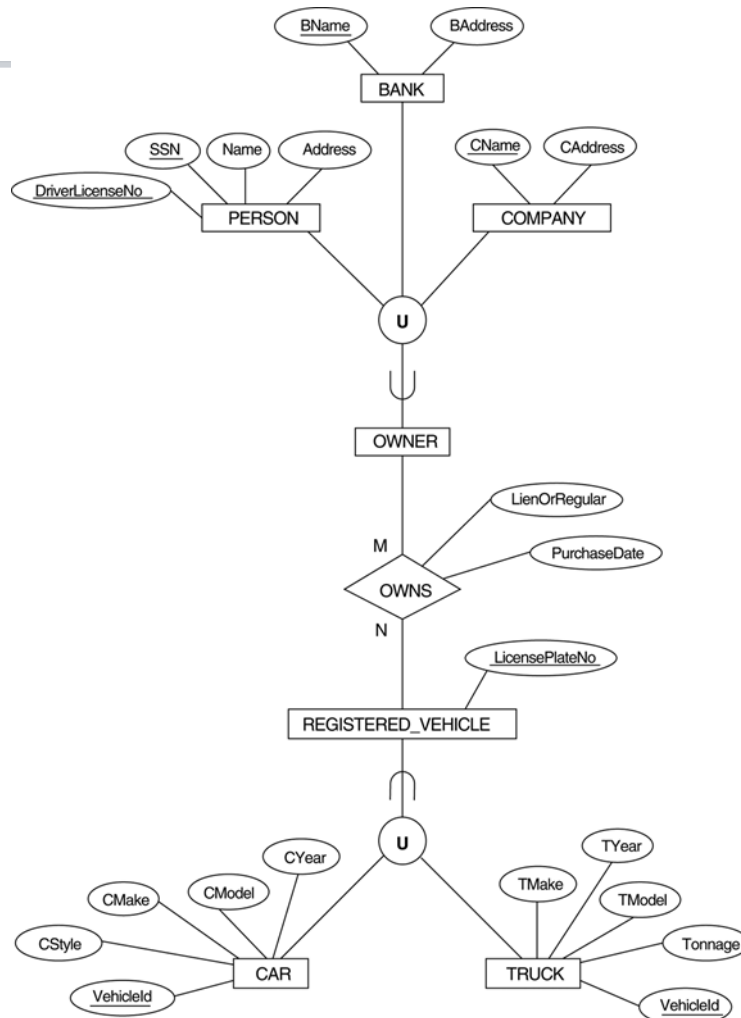 BName
BAddress
BANK
SSN
Name
Address
CName
CAddress
DriverLicenseNo
PERSON
COMPANY
U
OWNER
LienOrRegular
M
PurchaseDate
OWNS
N
LicensePlateNo
REGISTERED_VEHICLE
U
CYear
TYear
CModel
TMake
CMake
TModel
CStyle
Tonnage
CAR
TRUCK
VehicleId
VehicleId